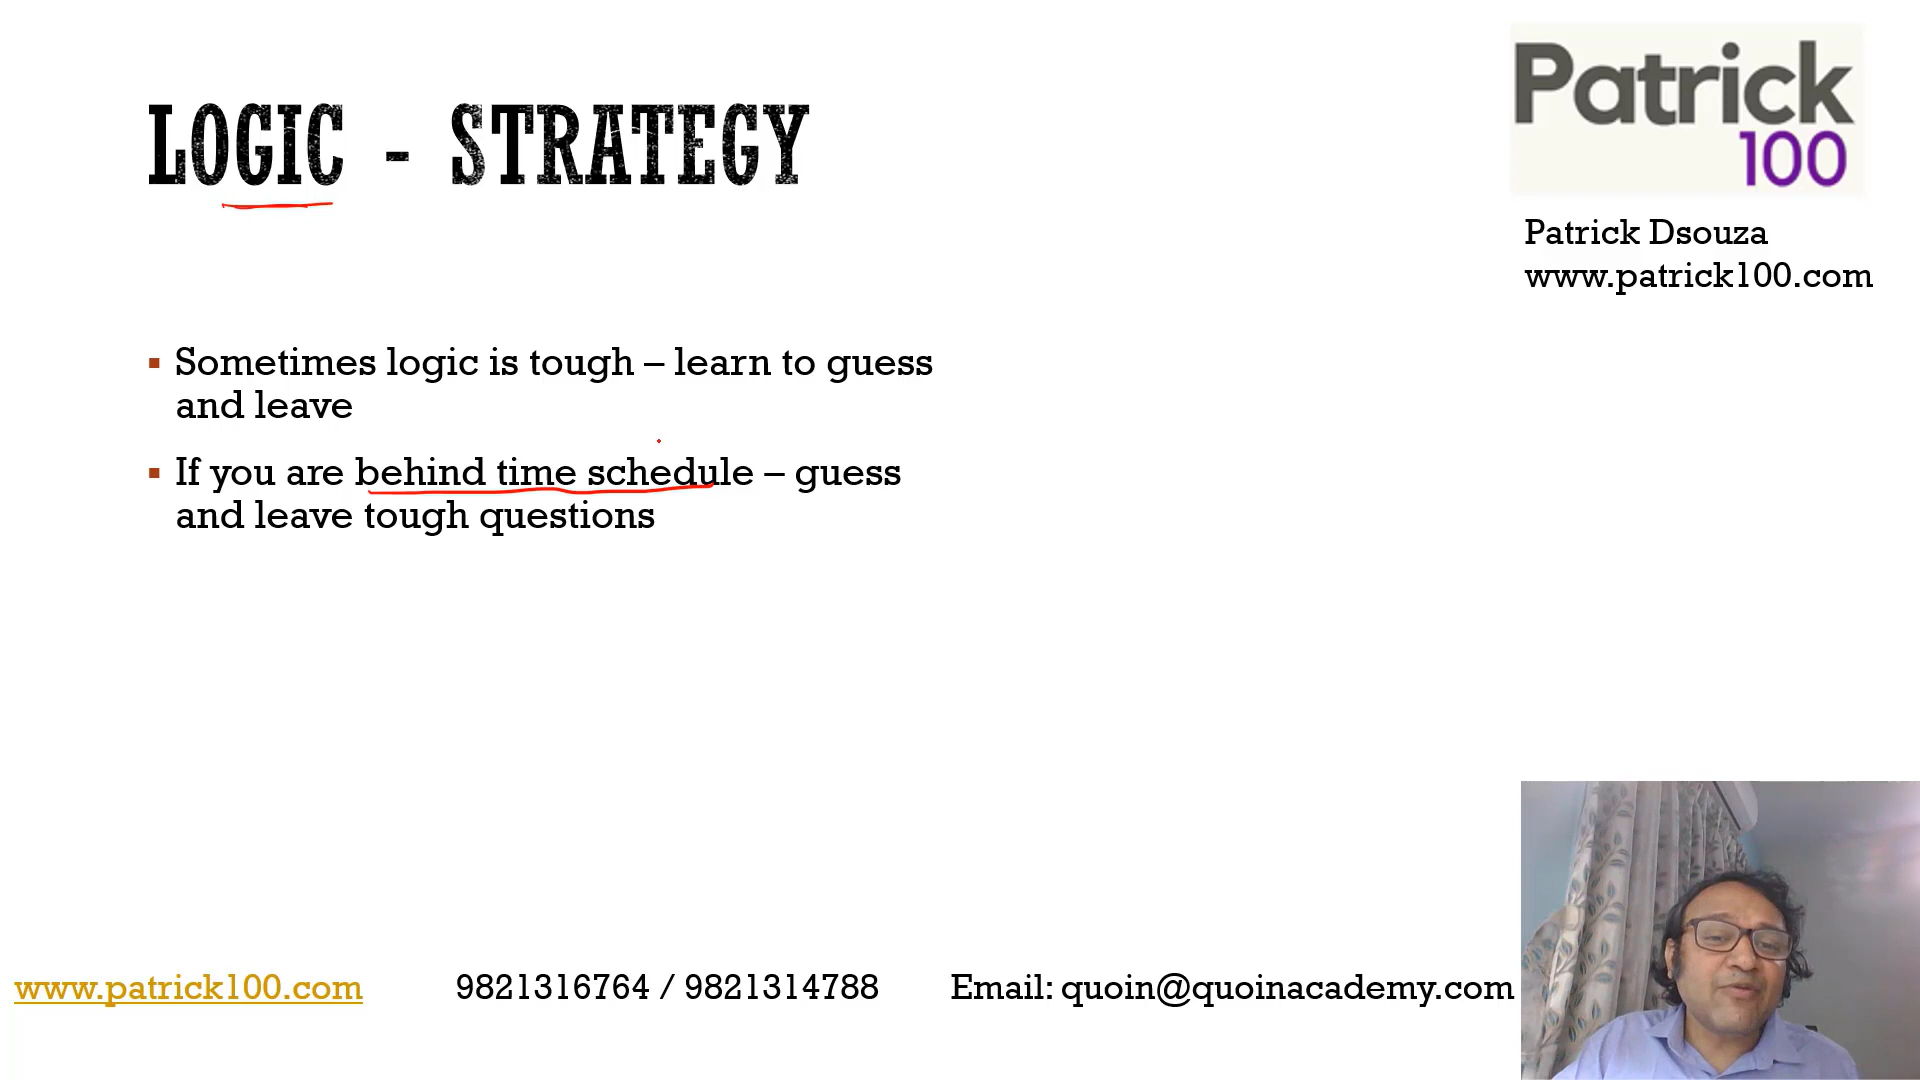 LOGIC - STRATEGY
Patrick
100
Patrick Dsouza
www.patrick100.com
▪ Sometimes logic is tough – learn to guess
and leave
▪ If you are behind time schedule – guess
and leave tough questions
www.patrick100.com 9821316764 / 9821314788 Email: quoin@quoinacademy.com